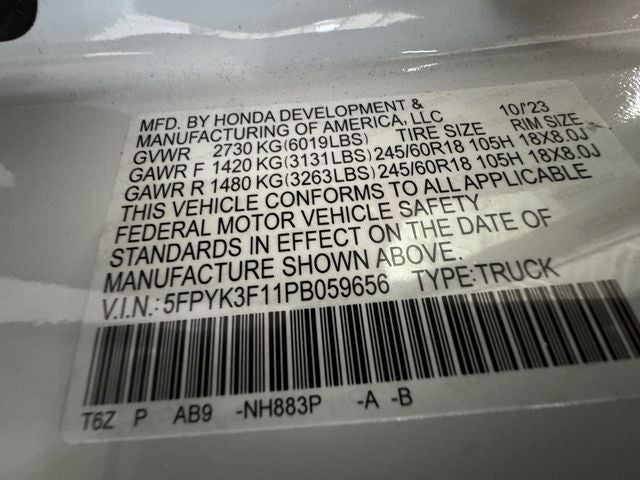 MFD. BY HONDA DEVELOPMENT & 10/'23
MANUFACTURING OF AMERICA, LLC
GVWR 2730 KG(6019LBS) TIRE SIZE RIM SIZE
GAWR F 1420 KG(3131LBS) 245/60R18 105H 18X8.0J
GAWR R 1480 KG(3263LBS) 245/60R18 105H 18X8.0J
THIS VEHICLE CONFORMS TO ALL APPLICABLE
FEDERAL MOTOR VEHICLE SAFETY
STANDARDS IN EFFECT ON THE DATE OF
MANUFACTURE SHOWN ABOVE.
V.I.N.: 5FPYK3F11PB059656 TYPE:TRUCK
T6Z P AB9 -NH883P -A -B